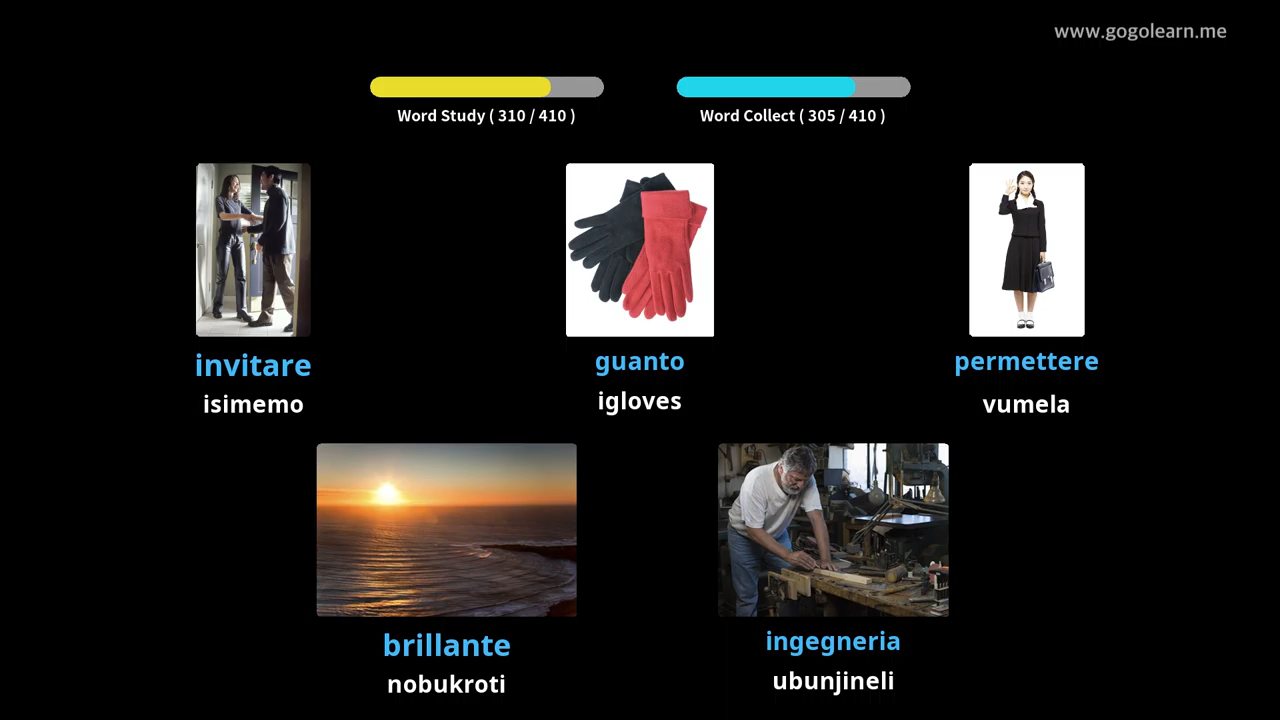 www.gogolearn.me
Word Study ( 310 / 410 )
Word Collect ( 305 / 410 )
invitare
isimemo
guanto
igloves
permettere
vumela
brillante
nobukroti
ingegneria
ubunjineli